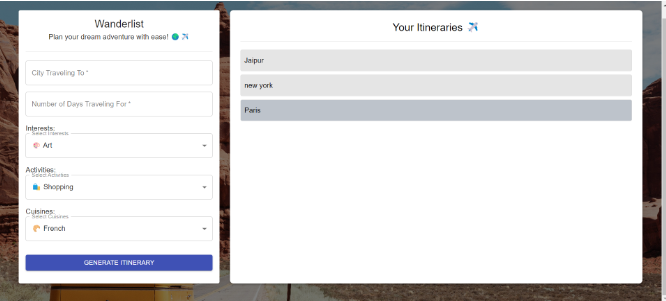 Wanderlist
Plan your dream adventure with ease! 🌍 ✈️
City Traveling To *
Number of Days Traveling For *
Interests:
Select Interests
Art
Activities:
Select Activities
Shopping
Cuisines:
Select Cuisines
French
GENERATE ITINERARY
Your Itineraries ✈️
Jaipur
new york
Paris